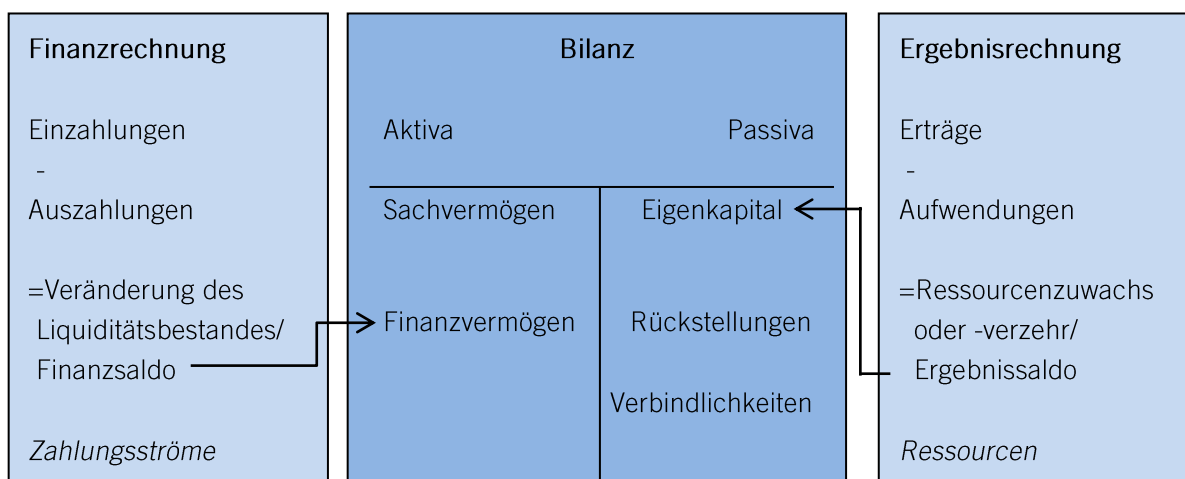 Finanzrechnung
Einzahlungen
-
Auszahlungen
=Veränderung des
Liquiditätsbestandes/
Finanzsaldo
Zahlungsströme
Bilanz
Aktiva Passiva
Sachvermögen Eigenkapital
Finanzvermögen Rückstellungen
Verbindlichkeiten
Ergebnisrechnung
Erträge
-
Aufwendungen
=Ressourcenzuwachs
oder -verzehr/
Ergebnissaldo
Ressourcen